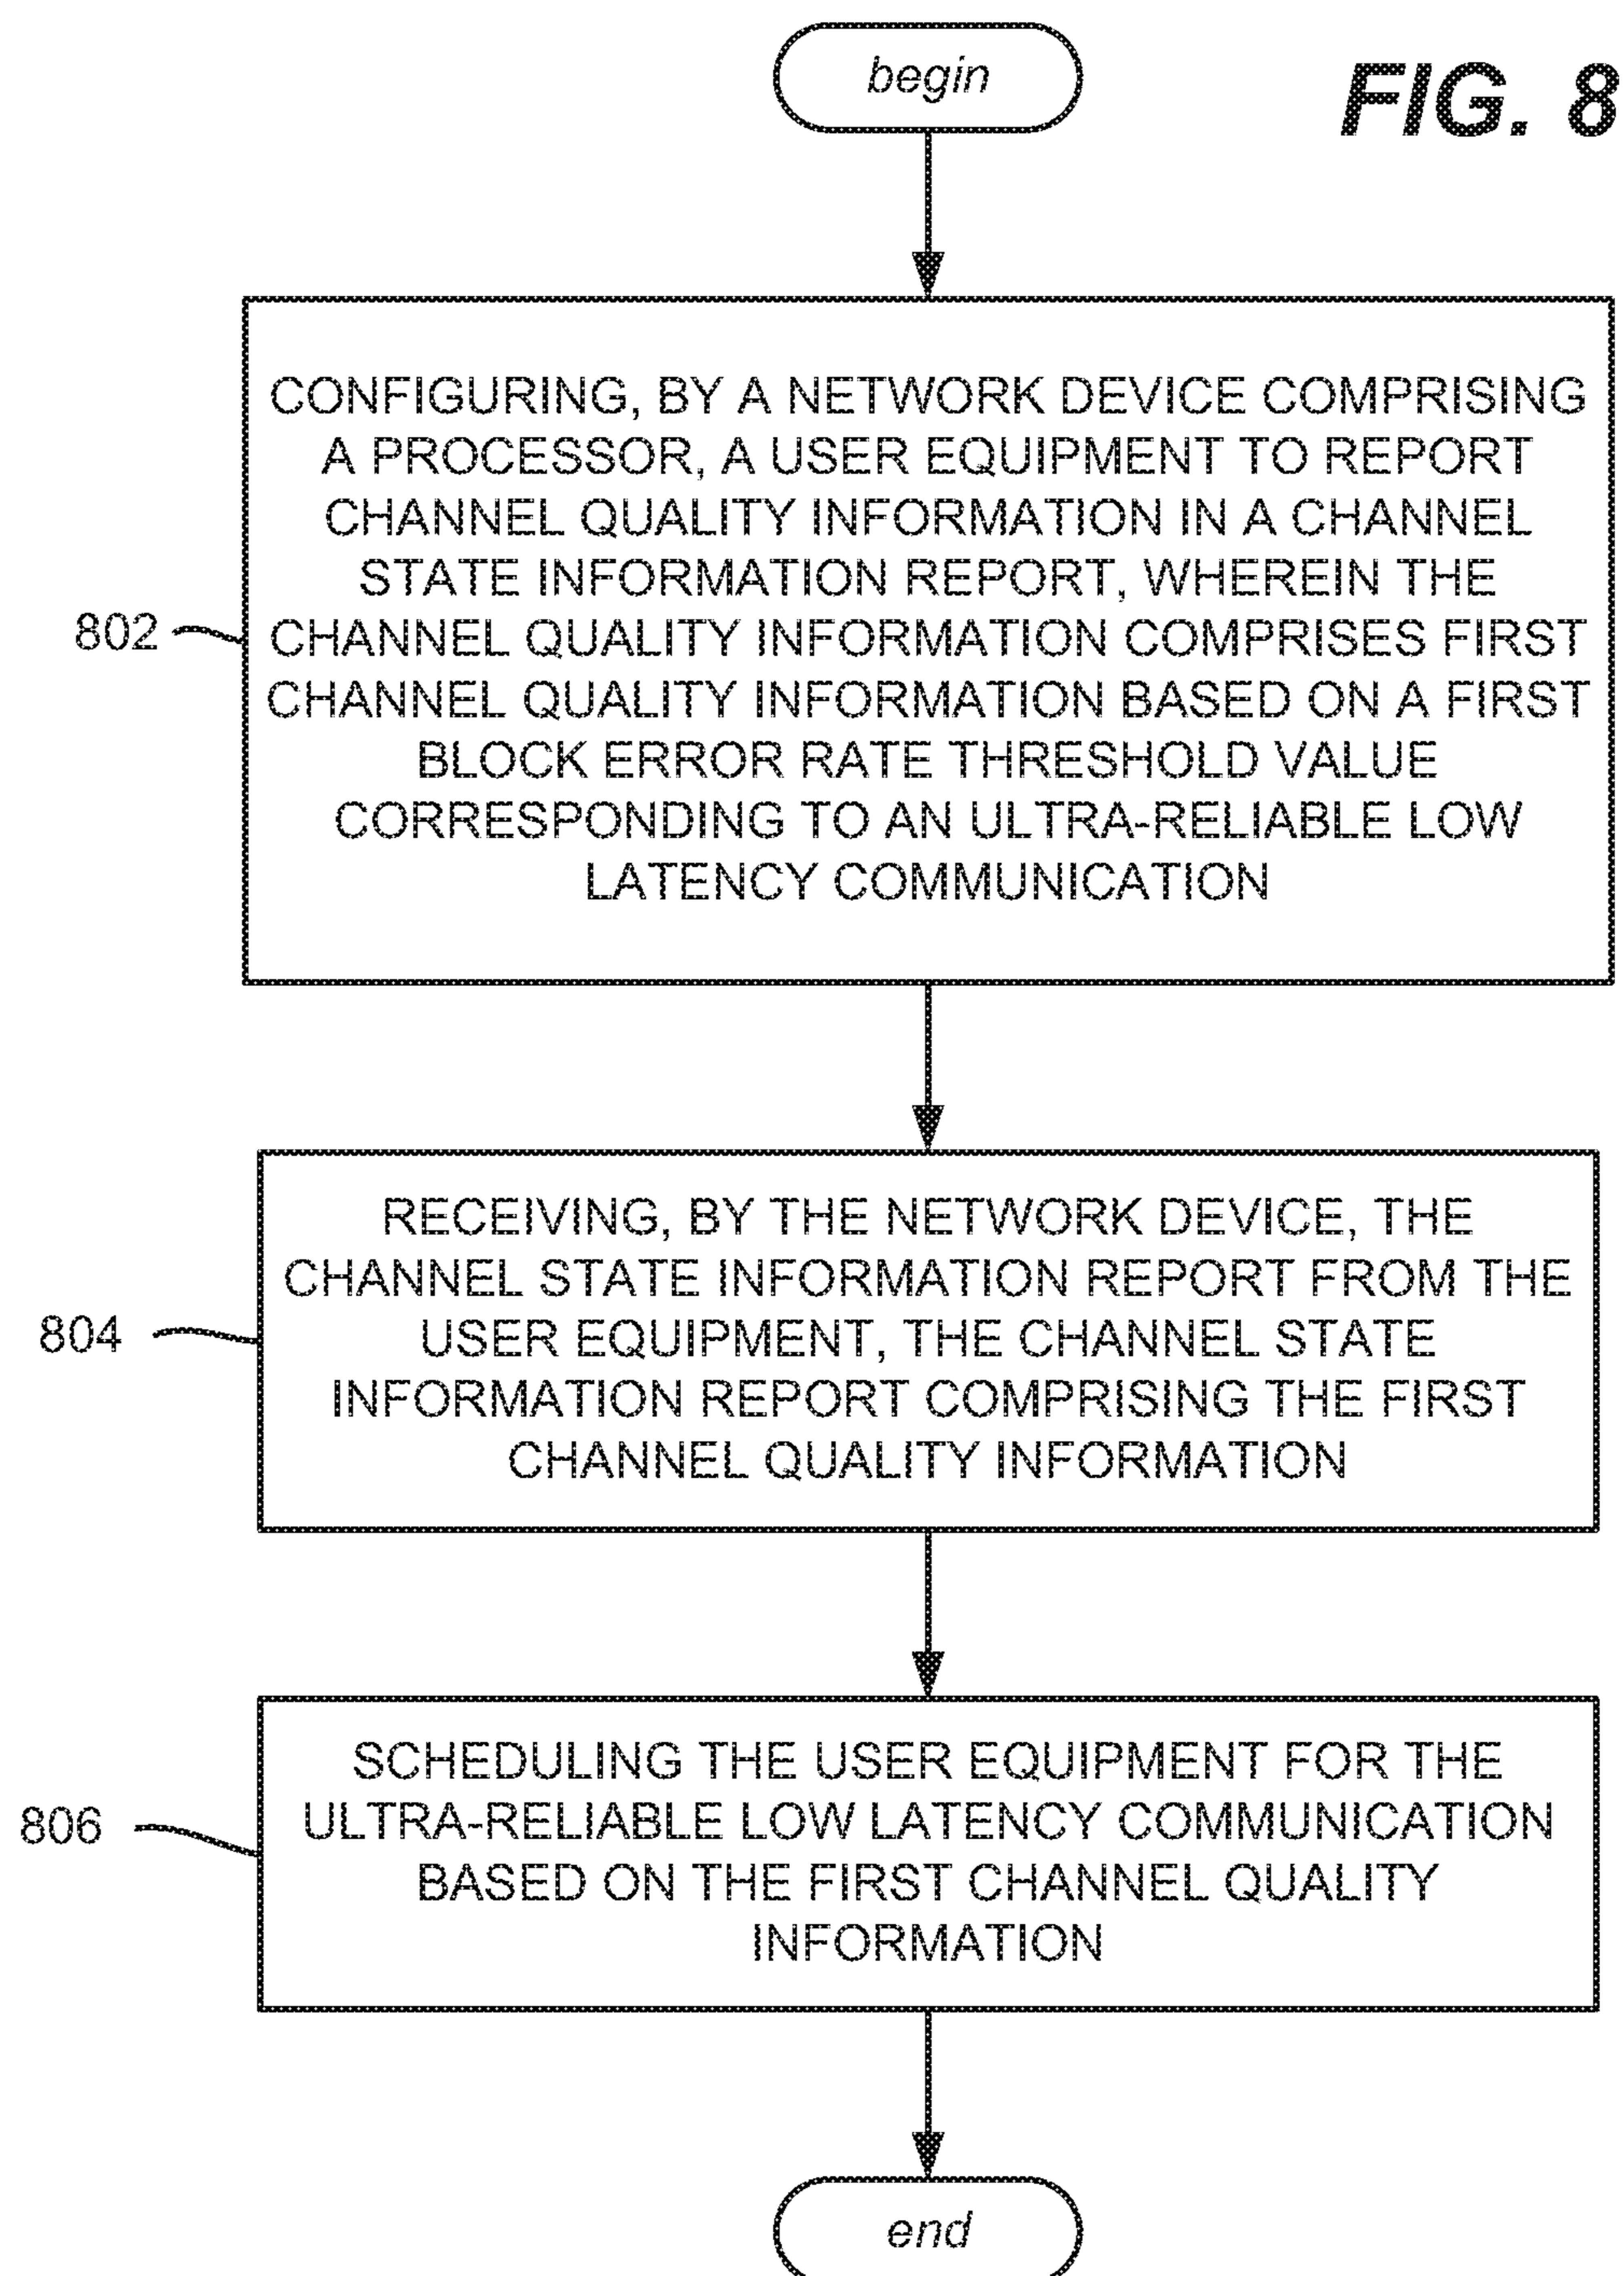 begin
FIG. 8
CONFIGURING, BY A NETWORK DEVICE COMPRISING
A PROCESSOR, A USER EQUIPMENT TO REPORT
CHANNEL QUALITY INFORMATION IN A CHANNEL
STATE INFORMATION REPORT, WHEREIN THE
CHANNEL QUALITY INFORMATION COMPRISES FIRST
CHANNEL QUALITY INFORMATION BASED ON A FIRST
BLOCK ERROR RATE THRESHOLD VALUE
CORRESPONDING TO AN ULTRA-RELIABLE LOW
LATENCY COMMUNICATION
802
RECEIVING, BY THE NETWORK DEVICE, THE
CHANNEL STATE INFORMATION REPORT FROM THE
USER EQUIPMENT, THE CHANNEL STATE
INFORMATION REPORT COMPRISING THE FIRST
CHANNEL QUALITY INFORMATION
804
SCHEDULING THE USER EQUIPMENT FOR THE
ULTRA-RELIABLE LOW LATENCY COMMUNICATION
BASED ON THE FIRST CHANNEL QUALITY
INFORMATION
806
end